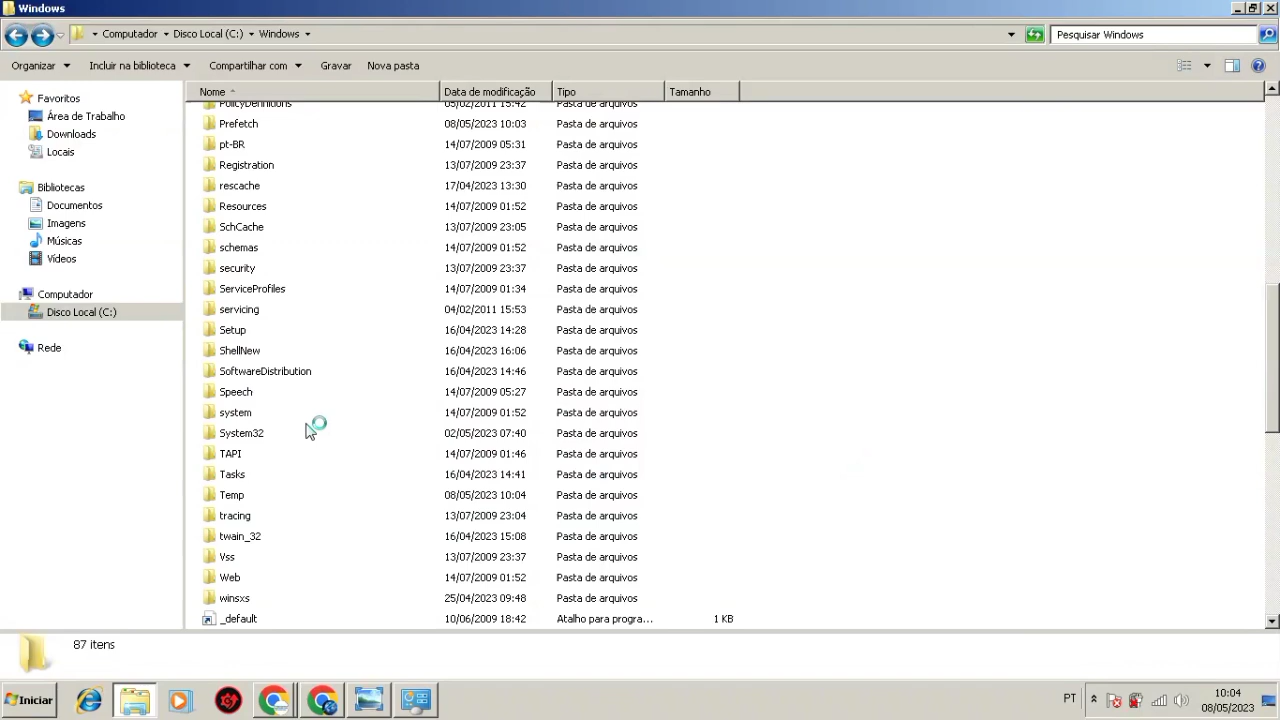 Windows
Computador Disco Local (C:) Windows
Pesquisar Windows
Organizar Incluir na biblioteca Compartilhar com Gravar Nova pasta
Nome Data de modificação Tipo Tamanho
Favoritos
Área de Trabalho
Downloads
Locais
Bibliotecas
Documentos
Imagens
Músicas
Vídeos
Computador
Disco Local (C:)
Rede
PolicyDefinitions 05/02/2011 15:42 Pasta de arquivos
Prefetch 08/05/2023 10:03 Pasta de arquivos
pt-BR 14/07/2009 05:31 Pasta de arquivos
Registration 13/07/2009 23:37 Pasta de arquivos
rescache 17/04/2023 13:30 Pasta de arquivos
Resources 14/07/2009 01:52 Pasta de arquivos
SchCache 13/07/2009 23:05 Pasta de arquivos
schemas 14/07/2009 01:52 Pasta de arquivos
security 13/07/2009 23:37 Pasta de arquivos
ServiceProfiles 14/07/2009 01:34 Pasta de arquivos
servicing 04/02/2011 15:53 Pasta de arquivos
Setup 16/04/2023 14:28 Pasta de arquivos
ShellNew 16/04/2023 16:06 Pasta de arquivos
SoftwareDistribution 16/04/2023 14:46 Pasta de arquivos
Speech 14/07/2009 05:27 Pasta de arquivos
system 14/07/2009 01:52 Pasta de arquivos
System32 02/05/2023 07:40 Pasta de arquivos
TAPI 14/07/2009 01:46 Pasta de arquivos
Tasks 16/04/2023 14:41 Pasta de arquivos
Temp 08/05/2023 10:04 Pasta de arquivos
tracing 13/07/2009 23:04 Pasta de arquivos
twain_32 16/04/2023 15:08 Pasta de arquivos
Vss 13/07/2009 23:37 Pasta de arquivos
Web 14/07/2009 01:52 Pasta de arquivos
winsxs 25/04/2023 09:48 Pasta de arquivos
_default 10/06/2009 18:42 Atalho para progra... 1 KB
87 itens
Iniciar
PT
10:04
08/05/2023